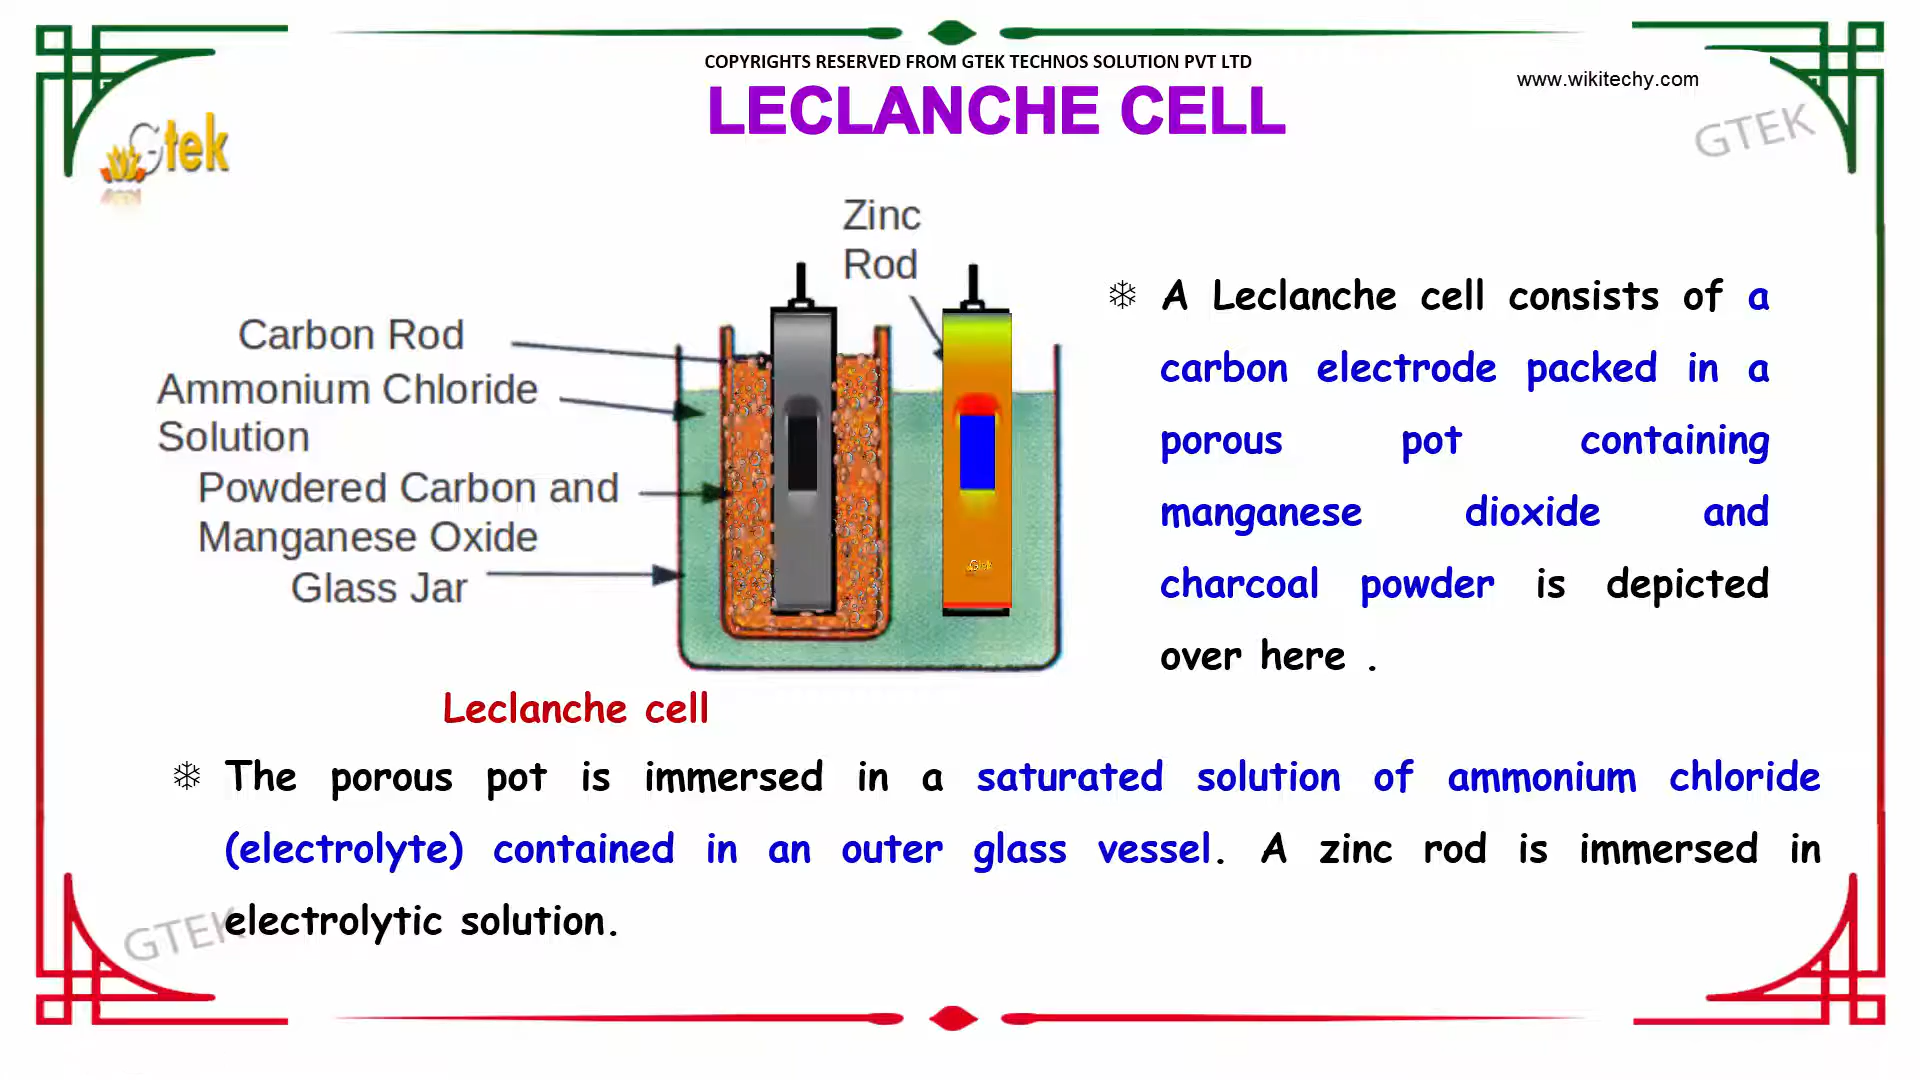 COPYRIGHTS RESERVED FROM GTEK TECHNOS SOLUTION PVT LTD
www.wikitechy.com
LECLANCHE CELL
GTEK
Gtek
Zinc
Rod
Carbon Rod
Ammonium Chloride
Solution
Powdered Carbon and
Manganese Oxide
Glass Jar
Gtek
A Leclanche cell consists of a
carbon electrode packed in a
porous pot containing
manganese dioxide and
charcoal powder is depicted
over here .
Leclanche cell
The porous pot is immersed in a saturated solution of ammonium chloride
(electrolyte) contained in an outer glass vessel. A zinc rod is immersed in
electrolytic solution.
GTEK